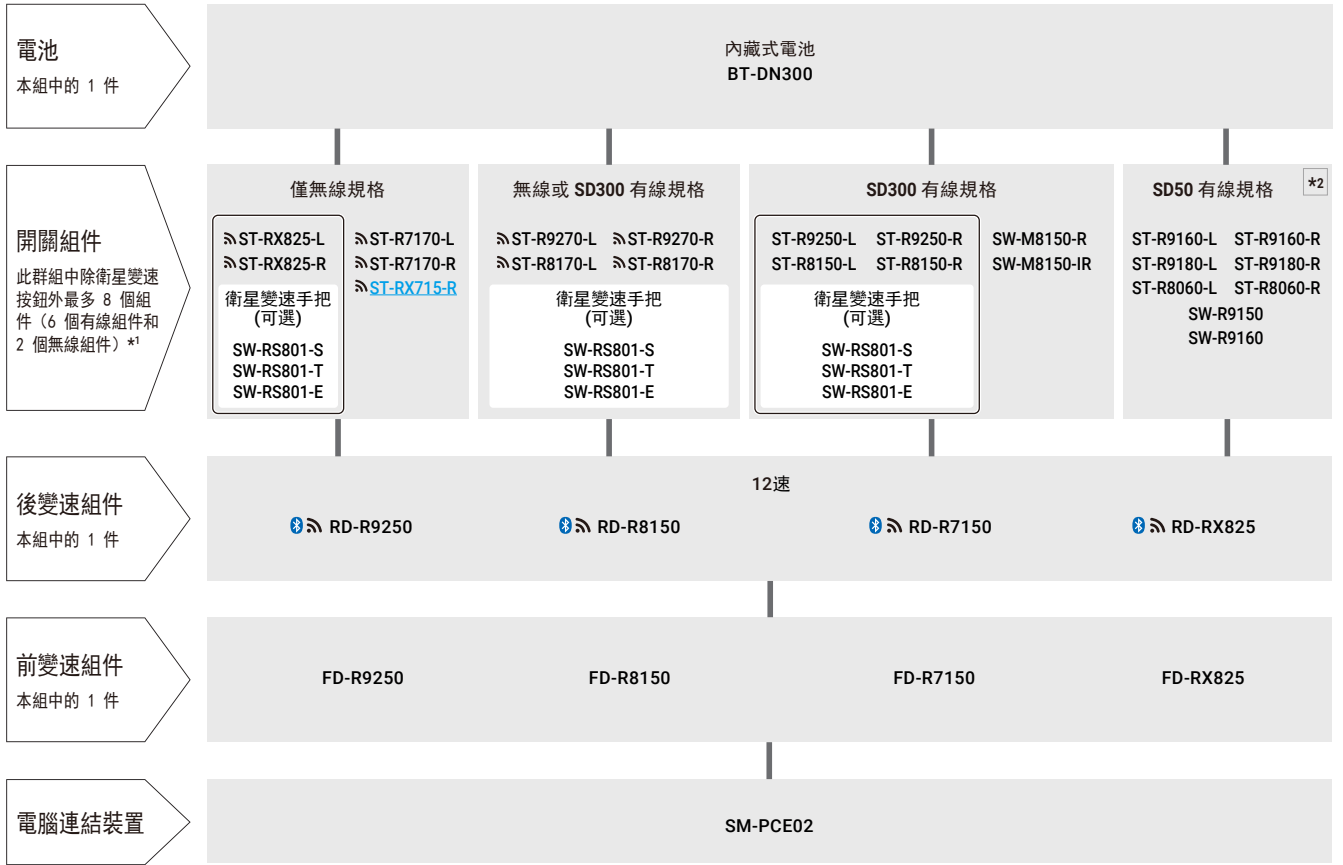 電池
本組中的 1 件
內藏式電池
BT-DN300
開關組件
此群組中除衛星變速
按鈕外最多 8 個組
件（6 個有線組件和
2 個無線組件）*1
僅無線規格
ST-RX825-L
ST-RX825-R
衛星變速手把
(可選)
SW-RS801-S
SW-RS801-T
SW-RS801-E
ST-R7170-L
ST-R7170-R
ST-RX715-R
無線或 SD300 有線規格
ST-R9270-L ST-R9270-R
ST-R8170-L ST-R8170-R
衛星變速手把
(可選)
SW-RS801-S
SW-RS801-T
SW-RS801-E
SD300 有線規格
ST-R9250-L ST-R9250-R
ST-R8150-L ST-R8150-R
衛星變速手把
(可選)
SW-RS801-S
SW-RS801-T
SW-RS801-E
SW-M8150-R
SW-M8150-IR
SD50 有線規格
*2
ST-R9160-L ST-R9160-R
ST-R9180-L ST-R9180-R
ST-R8060-L ST-R8060-R
SW-R9150
SW-R9160
後變速組件
本組中的 1 件
12速
RD-R9250 RD-R8150 RD-R7150 RD-RX825
前變速組件
本組中的 1 件
FD-R9250 FD-R8150 FD-R7150 FD-RX825
電腦連結裝置
SM-PCE02